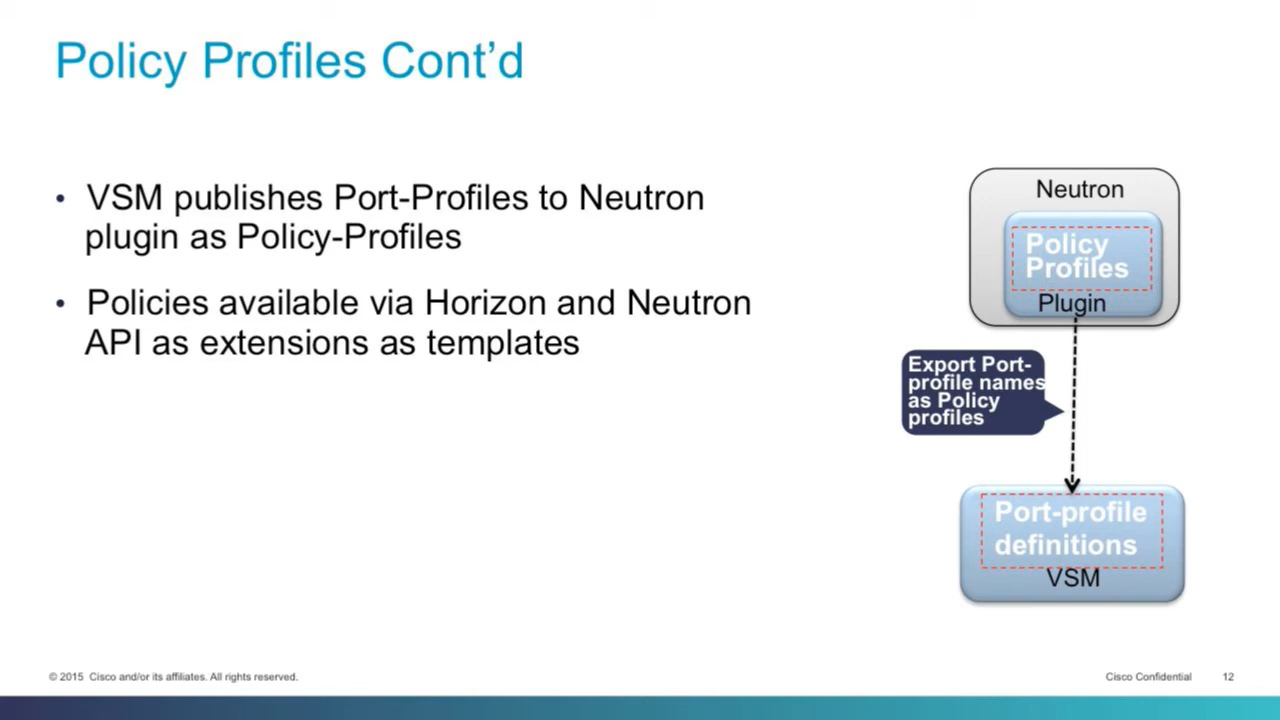 Policy Profiles Cont’d
• VSM publishes Port-Profiles to Neutron
plugin as Policy-Profiles
• Policies available via Horizon and Neutron
API as extensions as templates
Neutron
Policy
Profiles
Plugin
Export Port-
profile names
as Policy
profiles
Port-profile
definitions
VSM
© 2015 Cisco and/or its affiliates. All rights reserved.
Cisco Confidential
12